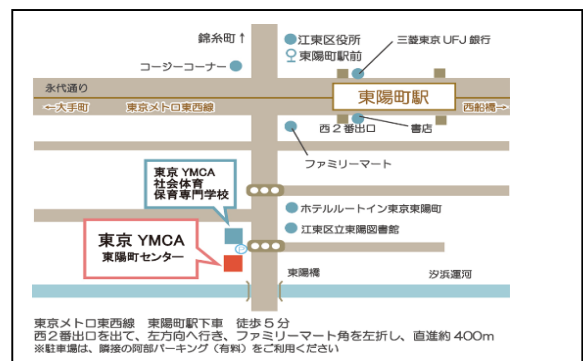 錦糸町↑
江東区役所
東陽町駅前
三菱東京UFJ銀行
コージーコーナー
永代通り
東陽町駅
←大手町
東京メトロ東西線
西船橋→
西2番出口
書店
ファミリーマート
東京YMCA
社会体育
保育専門学校
ホテルルートイン東京東陽町
江東区立東陽図書館
東京 YMCA
東陽町センター
P
東陽橋
汐浜運河
東京メトロ東西線 東陽町駅下車 徒歩5分
西2番出口を出て、左方向へ行き、ファミリーマート角を左折し、直進約400m
※駐車場は、隣接の阿部パーキング（有料）をご利用ください